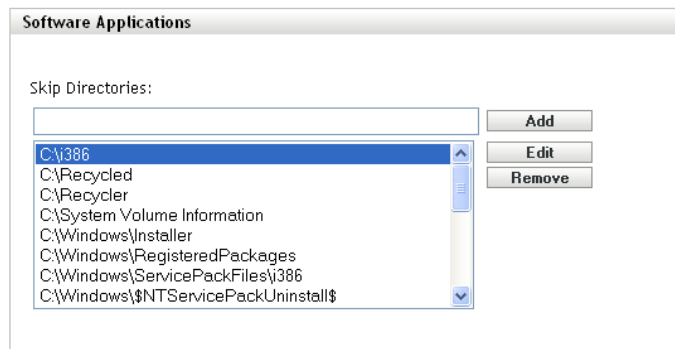 Software Applications
Skip Directories:
Add
C:\i386
Edit
C:\Recycled
Remove
C:\Recycler
C:\System Volume Information
C:\Windows\Installer
C:\Windows\RegisteredPackages
C:\Windows\ServicePackFiles\i386
C:\Windows\$NTServicePackUninstall$